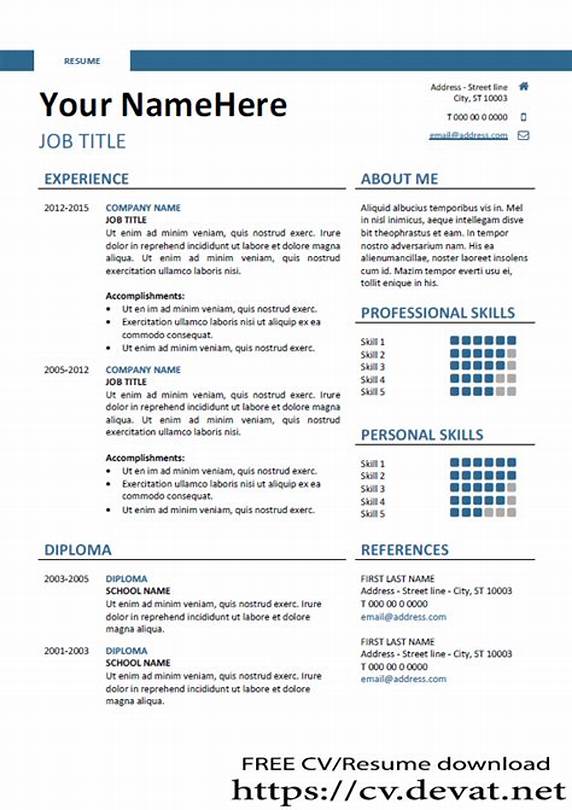 RESUME
Your NameHere
JOB TITLE
Address - Street line
City, ST 10003
T 000 00 0 0000
email@address.com
EXPERIENCE
2012-2015 COMPANY NAME
JOB TITLE
Ut enim ad minim veniam, quis nostrud exerc. Irure
dolor in reprehend incididunt ut labore et dolore magna
aliqua. Ut enim ad minim veniam, quis nostrud
exercitation ullamco laboris nisi.
Accomplishments:
• Ut enim ad minim veniam, quis nostrud exerc.
• Exercitation ullamco laboris nisi ut aliquip ex ea
commodo consequat.
• Ut enim ad minim veniam, quis nostrud exerc.
2005-2012 COMPANY NAME
JOB TITLE
Ut enim ad minim veniam, quis nostrud exerc. Irure
dolor in reprehend incididunt ut labore et dolore magna
aliqua. Ut enim ad minim veniam, quis nostrud
exercitation ullamco laboris nisi.
Accomplishments:
• Ut enim ad minim veniam, quis nostrud exerc.
• Exercitation ullamco laboris nisi ut aliquip ex ea
commodo consequat.
• Ut enim ad minim veniam, quis nostrud exerc.
DIPLOMA
2003-2005 DIPLOMA
SCHOOL NAME
Ut enim ad minim veniam, quis nostrud exerc. Irure
dolor in reprehend incididunt ut labore et dolore
magna aliqua.
2001-2003 DIPLOMA
SCHOOL NAME
Ut enim ad minim veniam, quis nostrud exerc. Irure
dolor in reprehend incididunt ut labore et dolore
magna aliqua.
ABOUT ME
Aliquid albucius temporibus vis in. Mel
in nisl inimicus, aeque intellegam disve
bit theophrastus et eam. In tempor
nostro adversarium nam. His ea
alienumancillae, noster laoreet insolens
cum id. Mazim tempor everti usu ei,
tollit eirmod in his.
PROFESSIONAL SKILLS
Skill 1
Skill 2
Skill 3
Skill 4
Skill 5
PERSONAL SKILLS
Skill 1
Skill 2
Skill 3
Skill 4
Skill 5
REFERENCES
FIRST LAST NAME
Address - Street line - City, ST 10003
T 000 00 0 0000
email@address.com
FIRST LAST NAME
Address - Street line - City, ST 10003
T 000 00 0 0000
email@address.com
FREE CV/Resume download
https://cv.devat.net